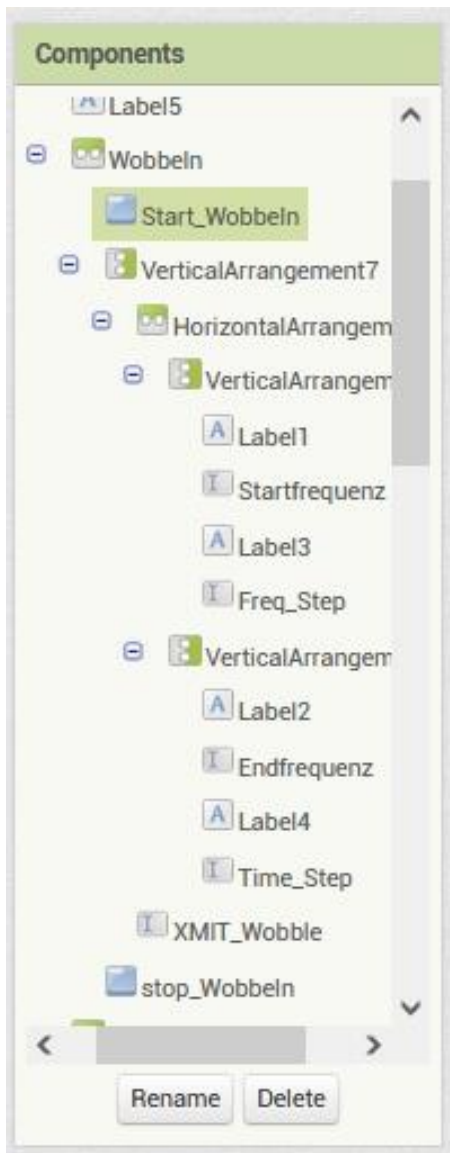 Components
Label5
Wobbeln
Start_Wobbeln
VerticalArrangement7
HorizontalArrangem
VerticalArrangem
Label1
Startfrequenz
Label3
Freq_Step
VerticalArrangem
Label2
Endfrequenz
Label4
Time_Step
XMIT_Wobble
stop_Wobbeln
Rename Delete